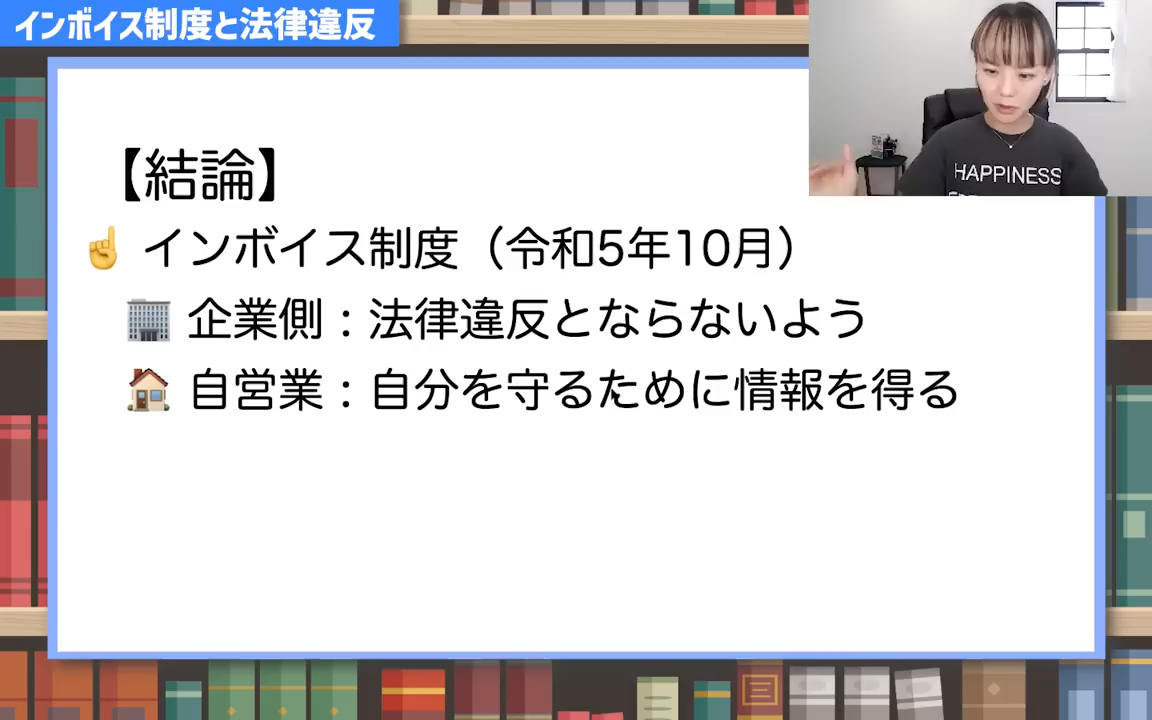 インボイス制度と法律違反
HAPPINESS
【結論】
☝ インボイス制度（令和5年10月）
🏢 企業側：法律違反とならないよう
🏠 自営業：自分を守るために情報を得る